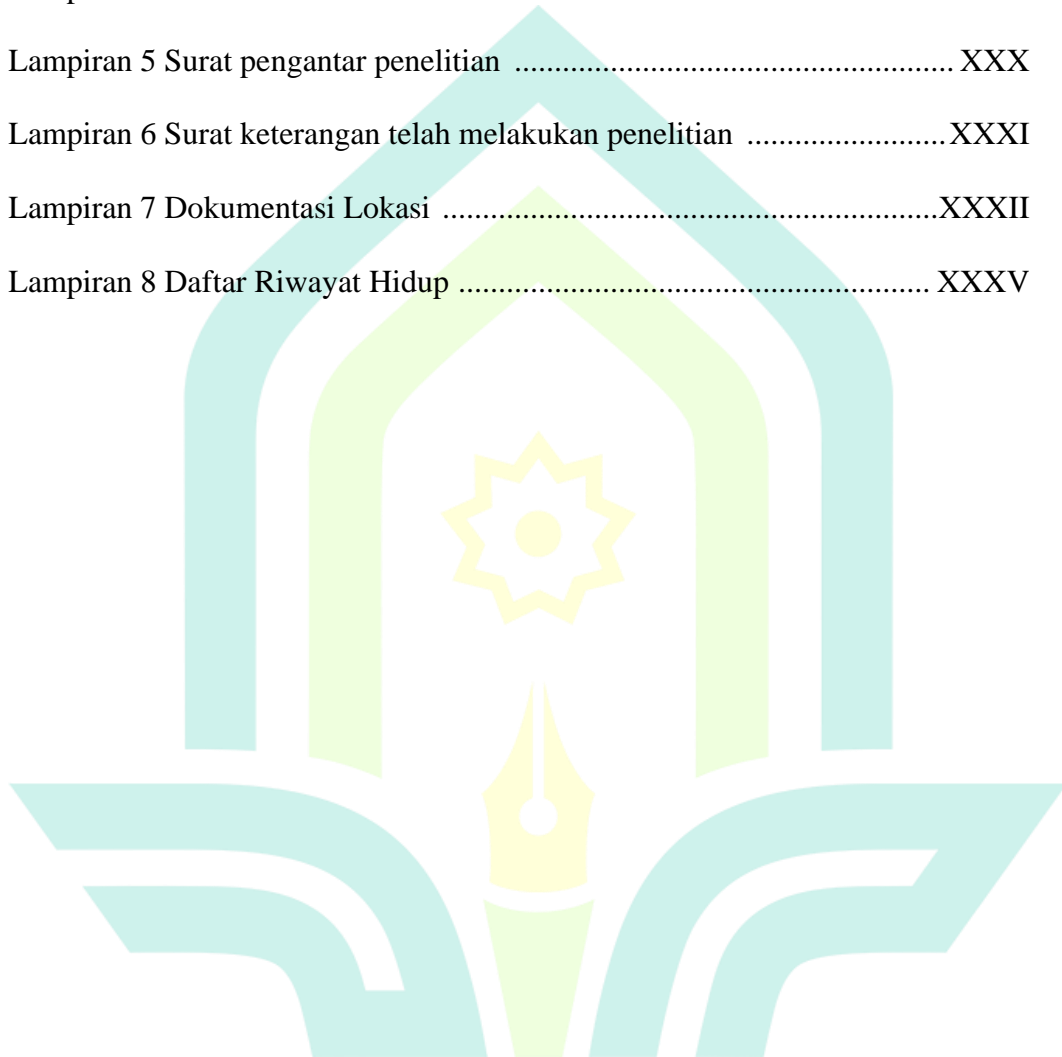 Lampiran 5 Surat pengantar penelitian ....................................................... XXX
Lampiran 6 Surat keterangan telah melakukan penelitian ......................... XXXI
Lampiran 7 Dokumentasi Lokasi ..............................................................XXXII
Lampiran 8 Daftar Riwayat Hidup ........................................................... XXXV